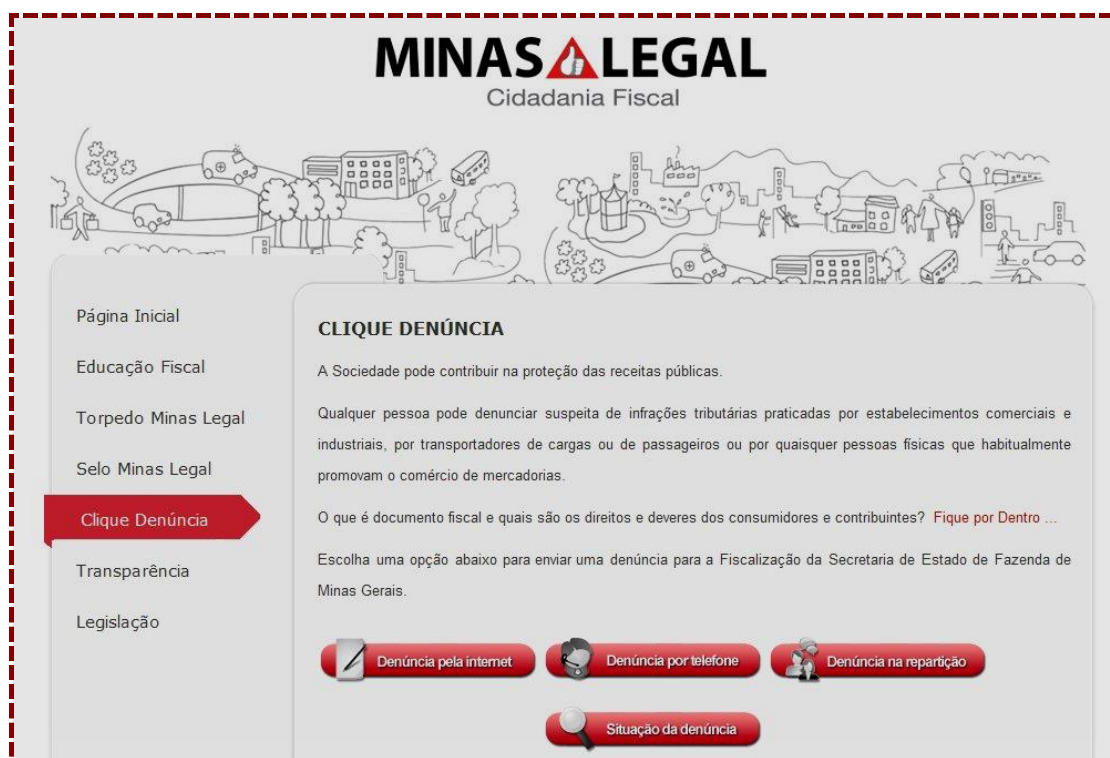 MINAS LEGAL
Cidadania Fiscal
Página Inicial
Educação Fiscal
Torpedo Minas Legal
Selo Minas Legal
Clique Denúncia
Transparência
Legislação
CLIQUE DENÚNCIA
A Sociedade pode contribuir na proteção das receitas públicas.
Qualquer pessoa pode denunciar suspeita de infrações tributárias praticadas por estabelecimentos comerciais e
industriais, por transportadores de cargas ou de passageiros ou por quaisquer pessoas físicas que habitualmente
promovam o comércio de mercadorias.
O que é documento fiscal e quais são os direitos e deveres dos consumidores e contribuintes? Fique por Dentro ...
Escolha uma opção abaixo para enviar uma denúncia para a Fiscalização da Secretaria de Estado de Fazenda de
Minas Gerais.
Denúncia pela internet
Denúncia por telefone
Denúncia na repartição
Situação da denúncia